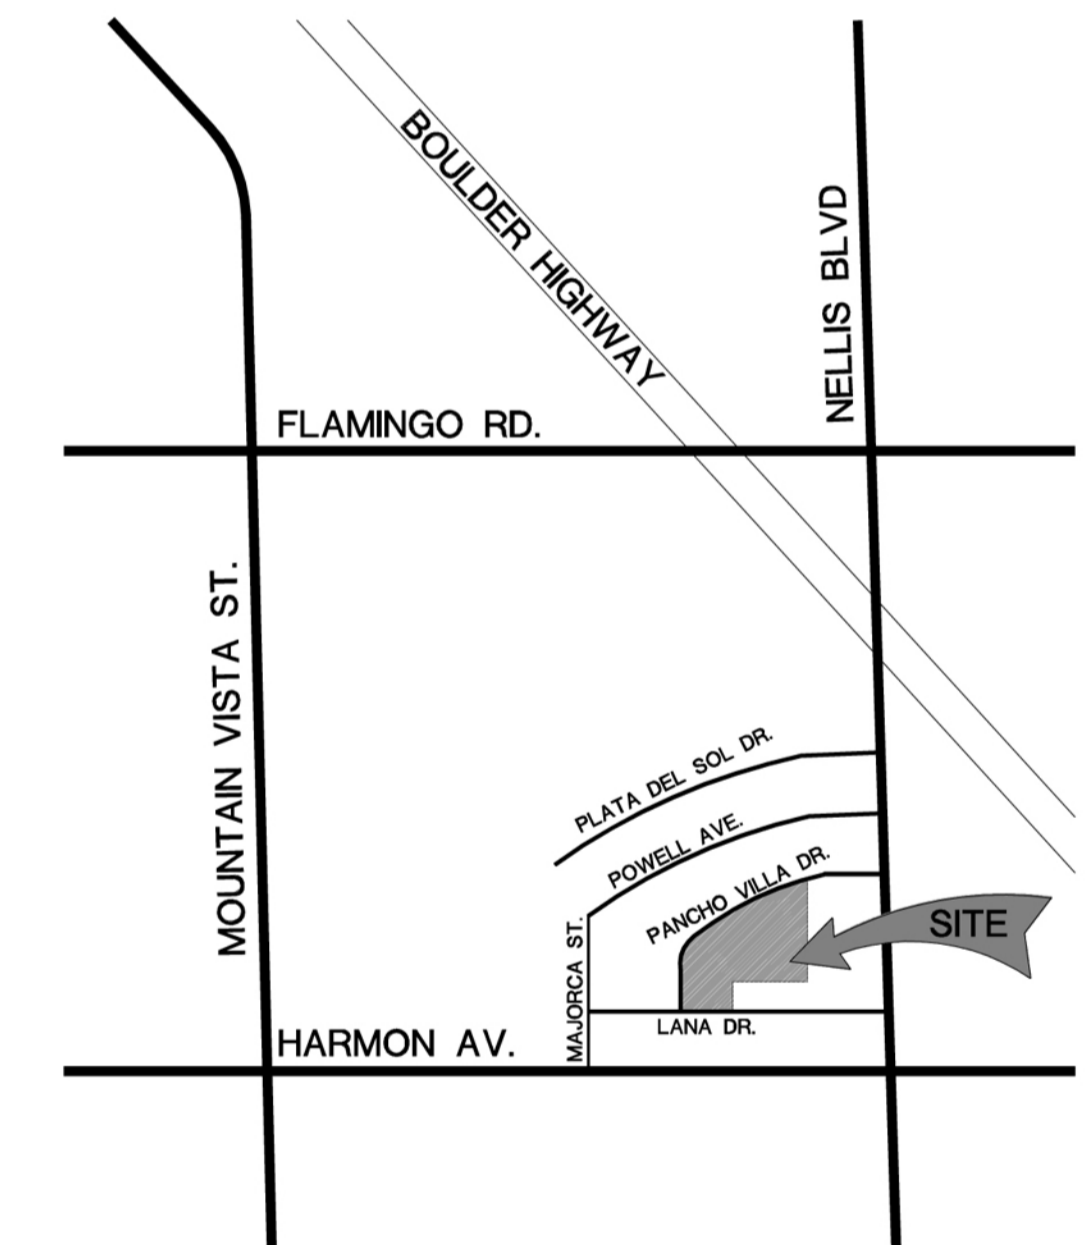 BOULDER HIGHWAY
NELLIS BLVD
FLAMINGO RD.
MOUNTAIN VISTA ST.
PLATA DEL SOL DR.
POWELL AVE.
PANCHO VILLA DR.
SITE
MAJORCA ST.
LANA DR.
HARMON AV.